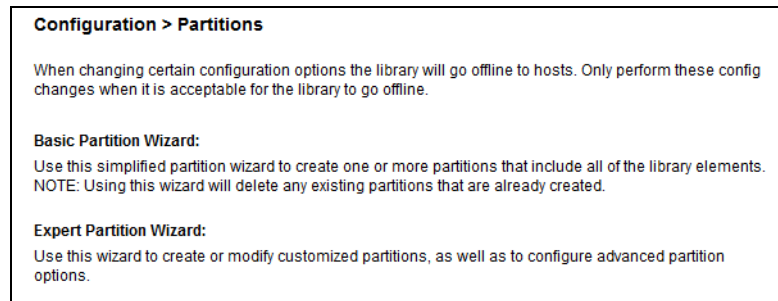 Configuration > Partitions
When changing certain configuration options the library will go offline to hosts. Only perform these config
changes when it is acceptable for the library to go offline.
Basic Partition Wizard:
Use this simplified partition wizard to create one or more partitions that include all of the library elements.
NOTE: Using this wizard will delete any existing partitions that are already created.
Expert Partition Wizard:
Use this wizard to create or modify customized partitions, as well as to configure advanced partition
options.